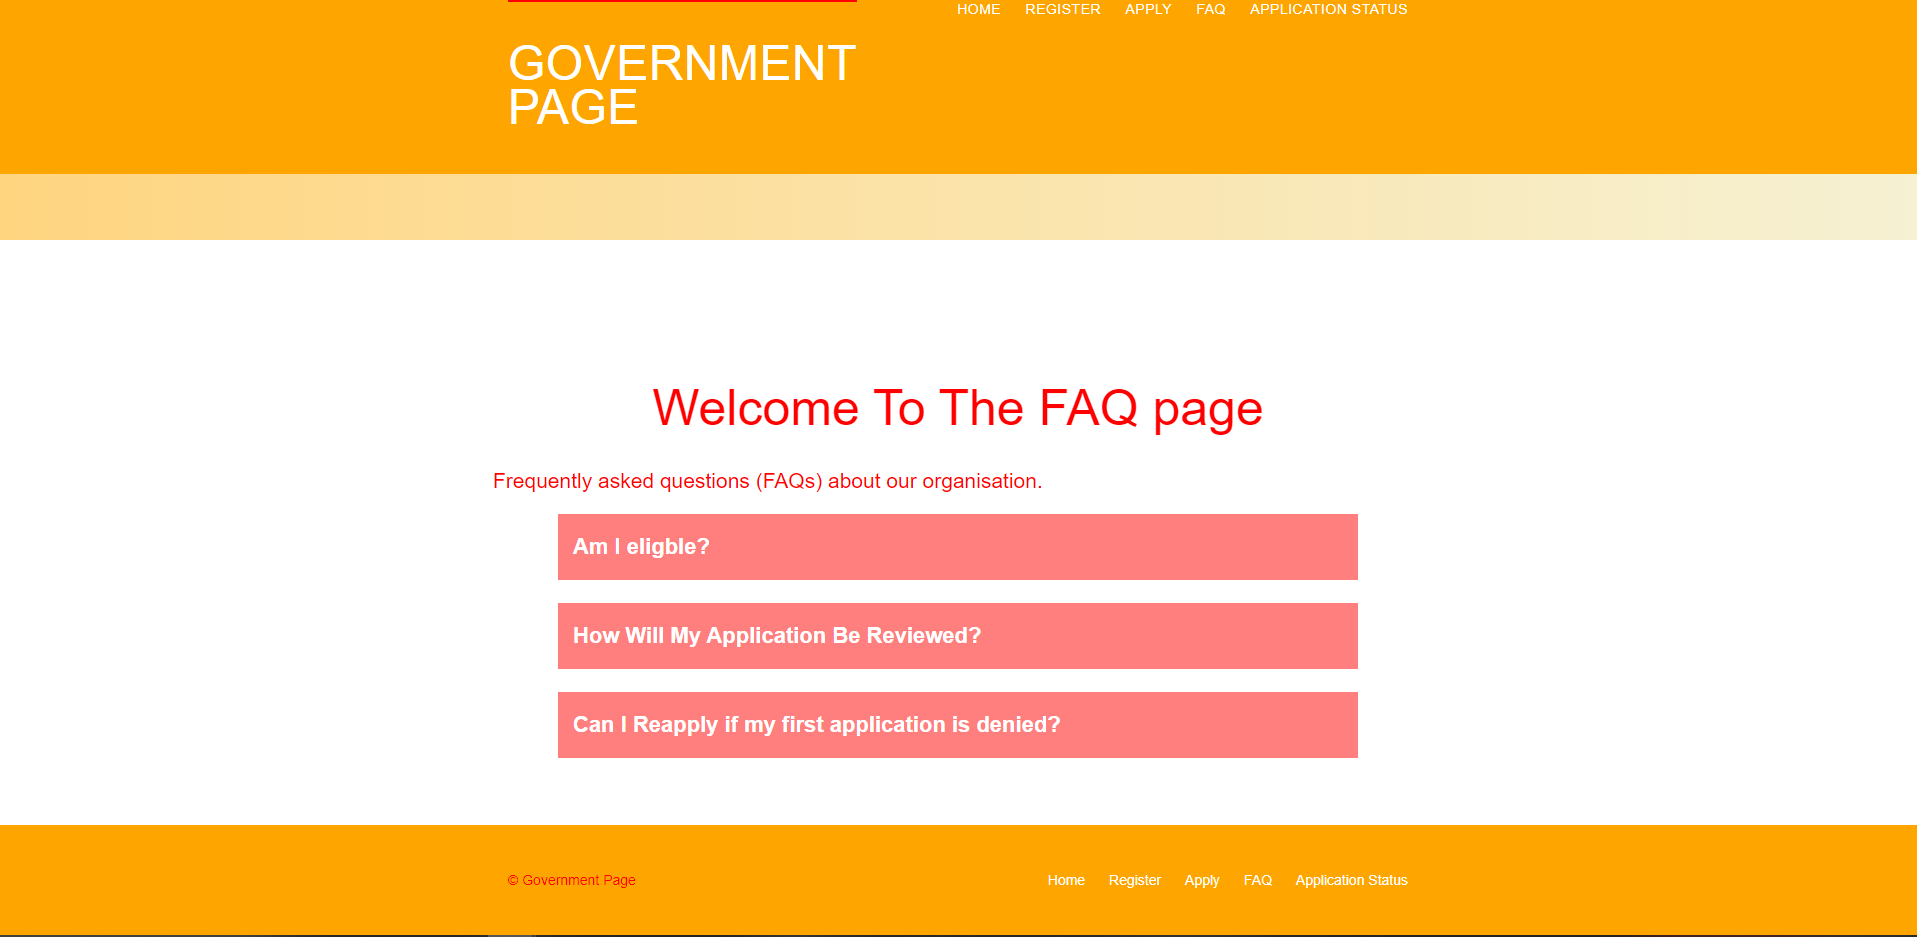 HOME REGISTER APPLY FAQ APPLICATION STATUS
GOVERNMENT
PAGE
Welcome To The FAQ page
Frequently asked questions (FAQs) about our organisation.
Am I eligble?
How Will My Application Be Reviewed?
Can I Reapply if my first application is denied?
© Government Page
Home Register Apply FAQ Application Status